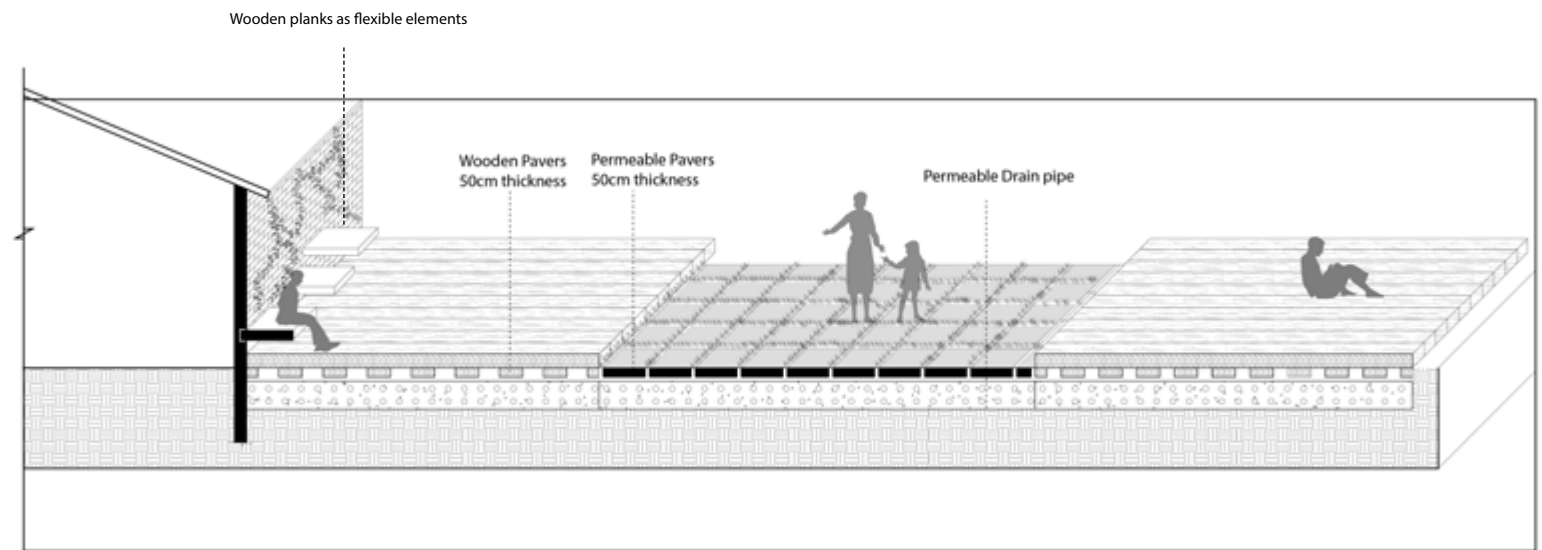 Wooden planks as flexible elements
Wooden Pavers
50cm thickness
Permeable Pavers
50cm thickness
Permeable Drain pipe